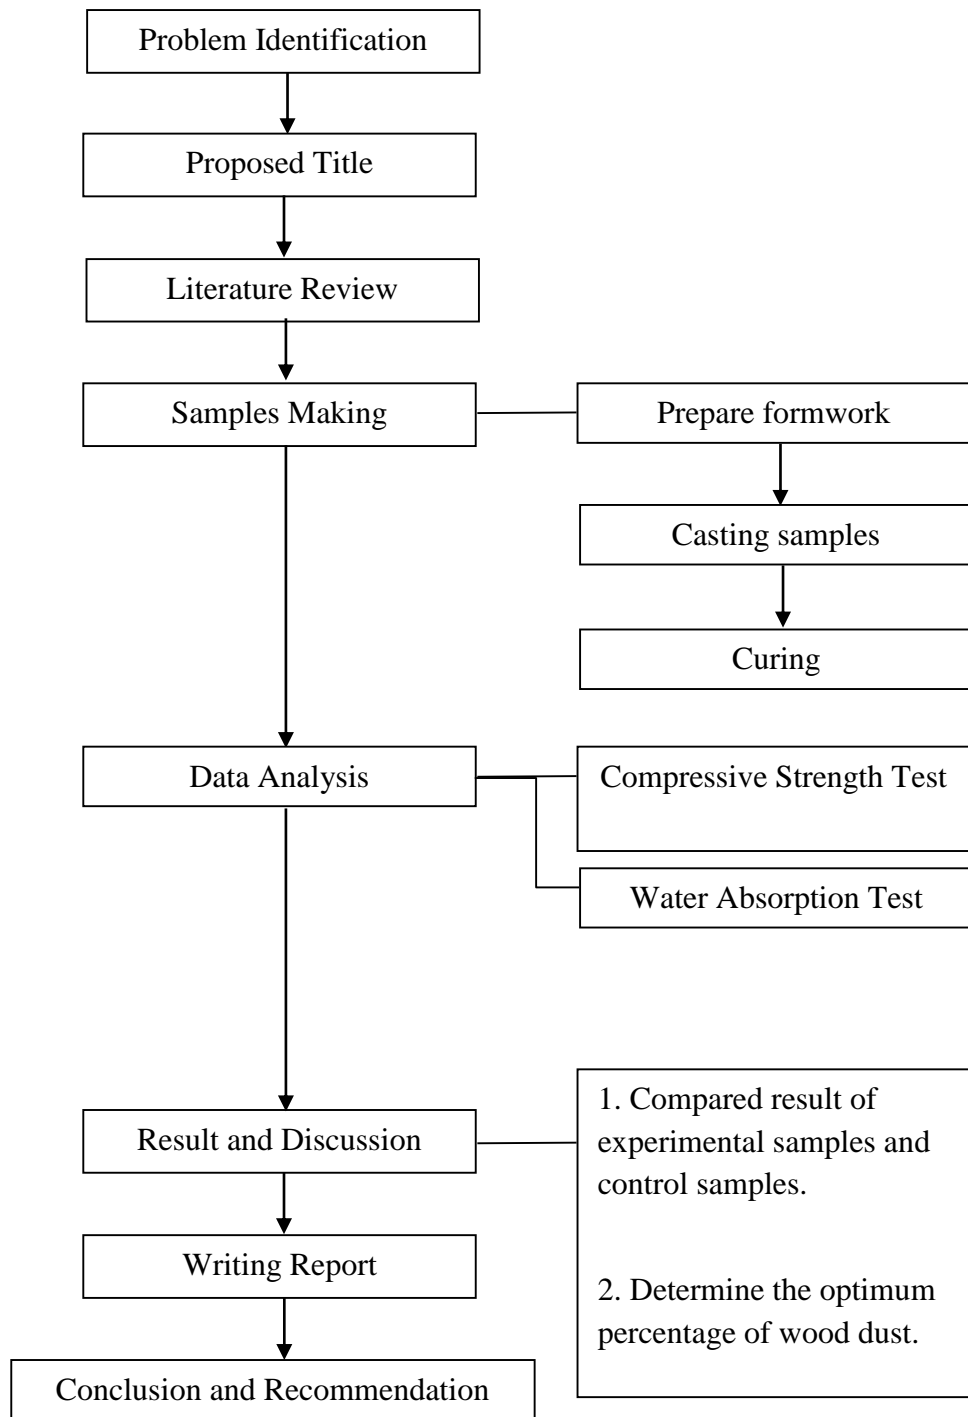 Problem Identification
Proposed Title
Literature Review
Samples Making
Prepare formwork
Casting samples
Curing
Data Analysis
Compressive Strength Test
Water Absorption Test
Result and Discussion
1. Compared result of
experimental samples and
control samples.
2. Determine the optimum
percentage of wood dust.
Writing Report
Conclusion and Recommendation